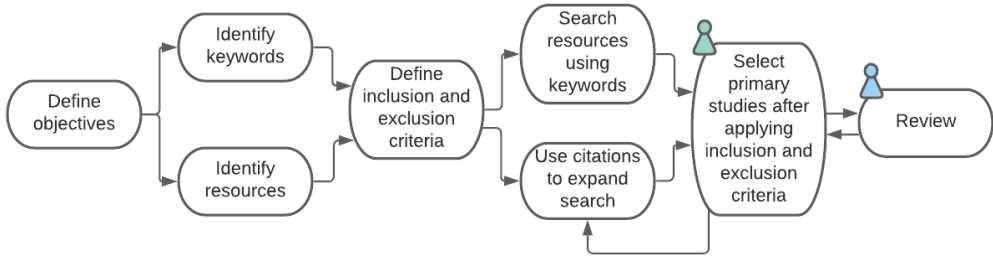 Define
objectives
Identify
keywords
Identify
resources
Define
inclusion and
exclusion
criteria
Search
resources
using
keywords
Use citations
to expand
search
Select
primary
studies after
applying
inclusion and
exclusion
criteria
Review